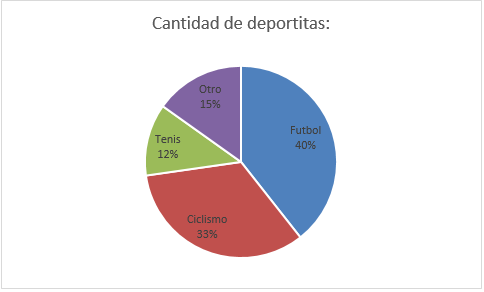 Cantidad de deportitas:
Otro
15%
Futbol
40%
Tenis
12%
Ciclismo
33%